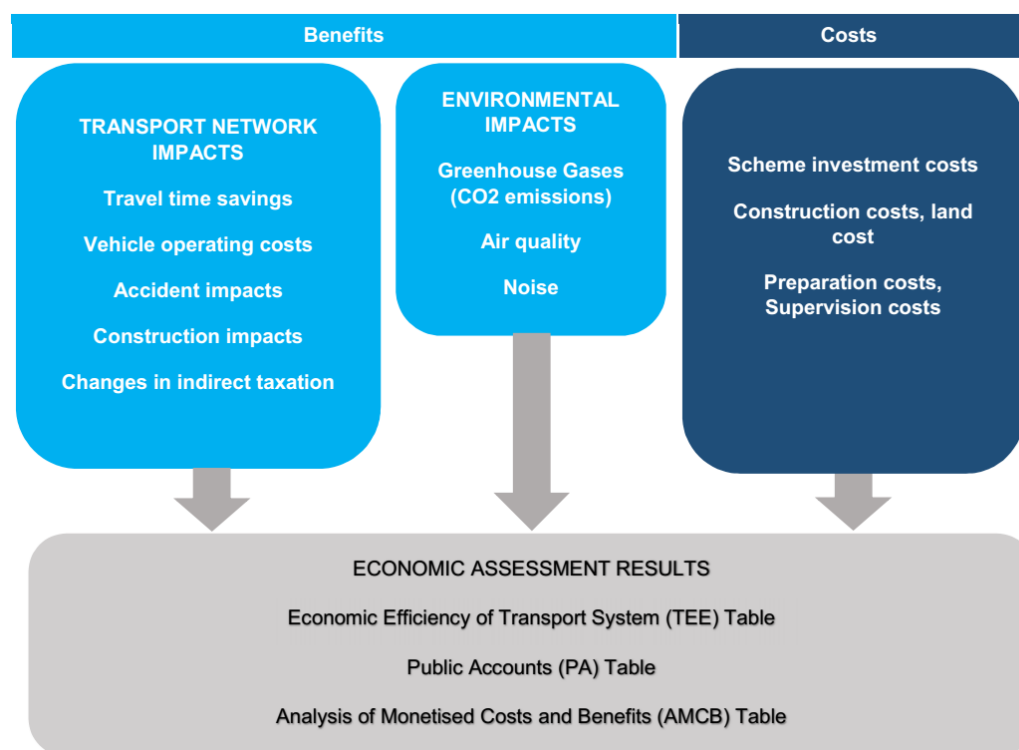 Benefits
Costs
TRANSPORT NETWORK
IMPACTS
Travel time savings
Vehicle operating costs
Accident impacts
Construction impacts
Changes in indirect taxation
ENVIRONMENTAL
IMPACTS
Greenhouse Gases
(CO2 emissions)
Air quality
Noise
Scheme investment costs
Construction costs, land
cost
Preparation costs,
Supervision costs
ECONOMIC ASSESSMENT RESULTS
Economic Efficiency of Transport System (TEE) Table
Public Accounts (PA) Table
Analysis of Monetised Costs and Benefits (AMCB) Table